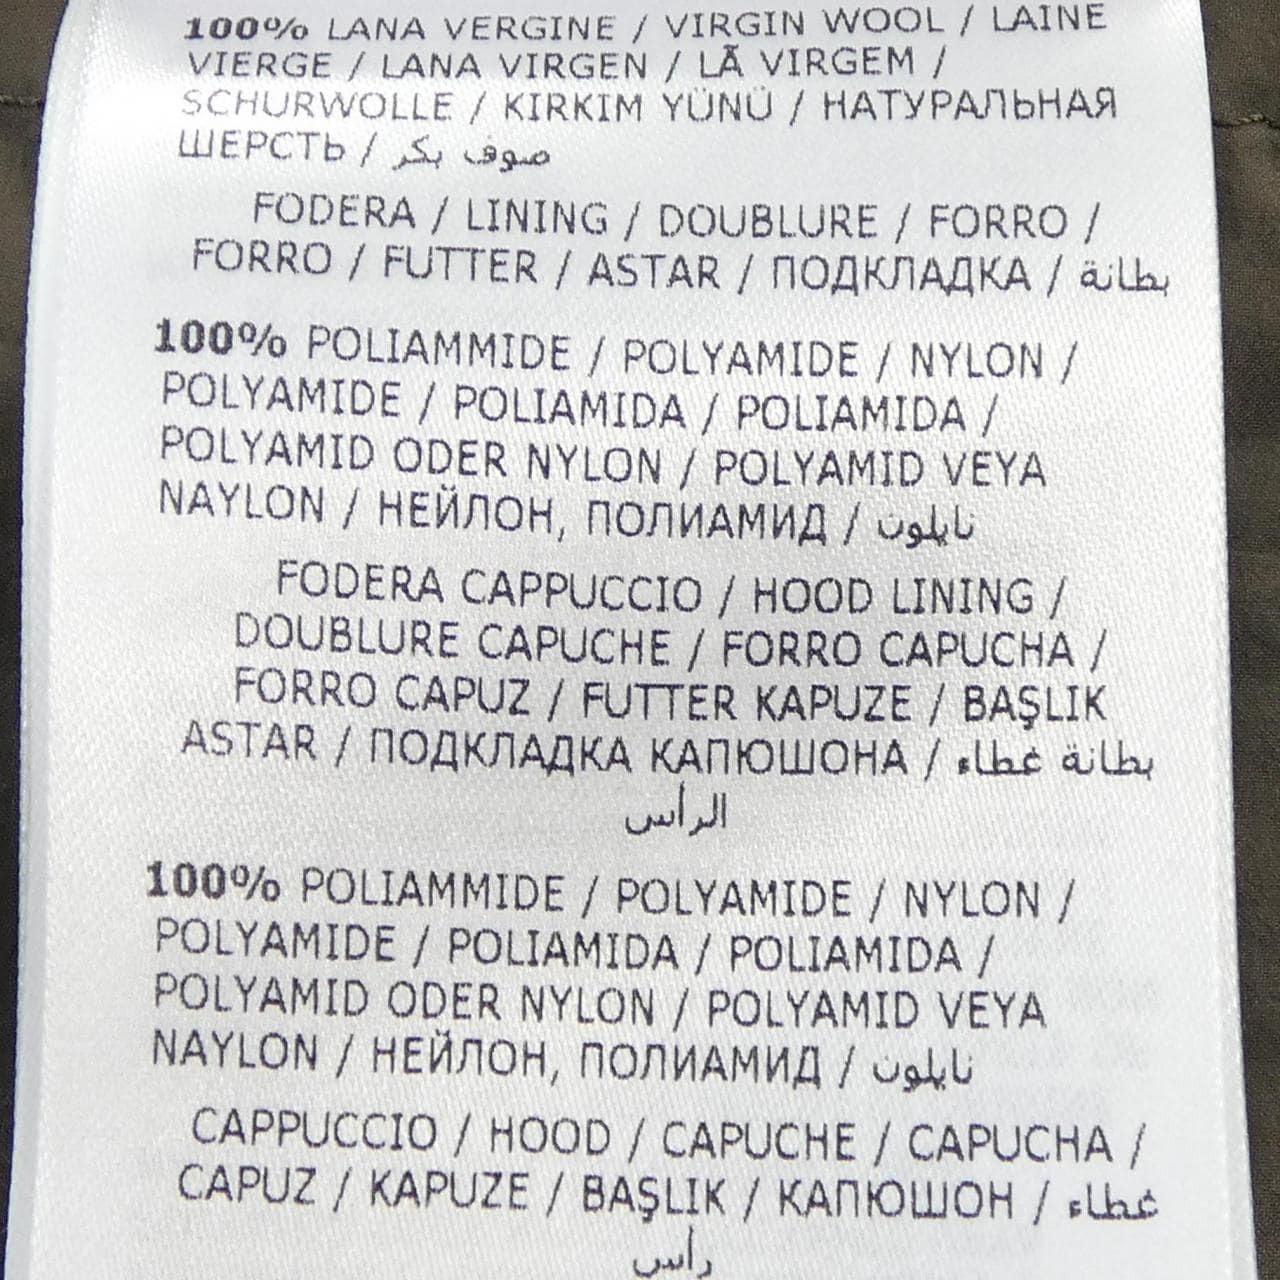 100% LANA VERGINE / VIRGIN WOOL / LAINE
VIERGE / LANA VIRGEN / LÃ VIRGEM /
SCHURWOLLE / KIRKIM YÜNÜ / НАТУРАЛЬНАЯ
ШЕРСТЬ / صوف بكر
FODERA / LINING / DOUBLURE / FORRO /
FORRO / FUTTER / ASTAR / ПОДКЛАДКА / بطانة
100% POLIAMMIDE / POLYAMIDE / NYLON /
POLYAMIDE / POLIAMIDA / POLIAMIDA /
POLYAMID ODER NYLON / POLYAMID VEYA
NAYLON / НЕЙЛОН, ПОЛИАМИД / نايلون
FODERA CAPPUCCIO / HOOD LINING /
DOUBLURE CAPUCHE / FORRO CAPUCHA /
FORRO CAPUZ / FUTTER KAPUZE / BAŞLIK
ASTAR / ПОДКЛАДКА КАПЮШОНА / بطانة غطاء
الرأس
100% POLIAMMIDE / POLYAMIDE / NYLON /
POLYAMIDE / POLIAMIDA / POLIAMIDA /
POLYAMID ODER NYLON / POLYAMID VEYA
NAYLON / НЕЙЛОН, ПОЛИАМИД / نايلون
CAPPUCCIO / HOOD / CAPUCHE / CAPUCHA /
CAPUZ / KAPUZE / BAŞLIK / КАПЮШОН / غطاء
رأس